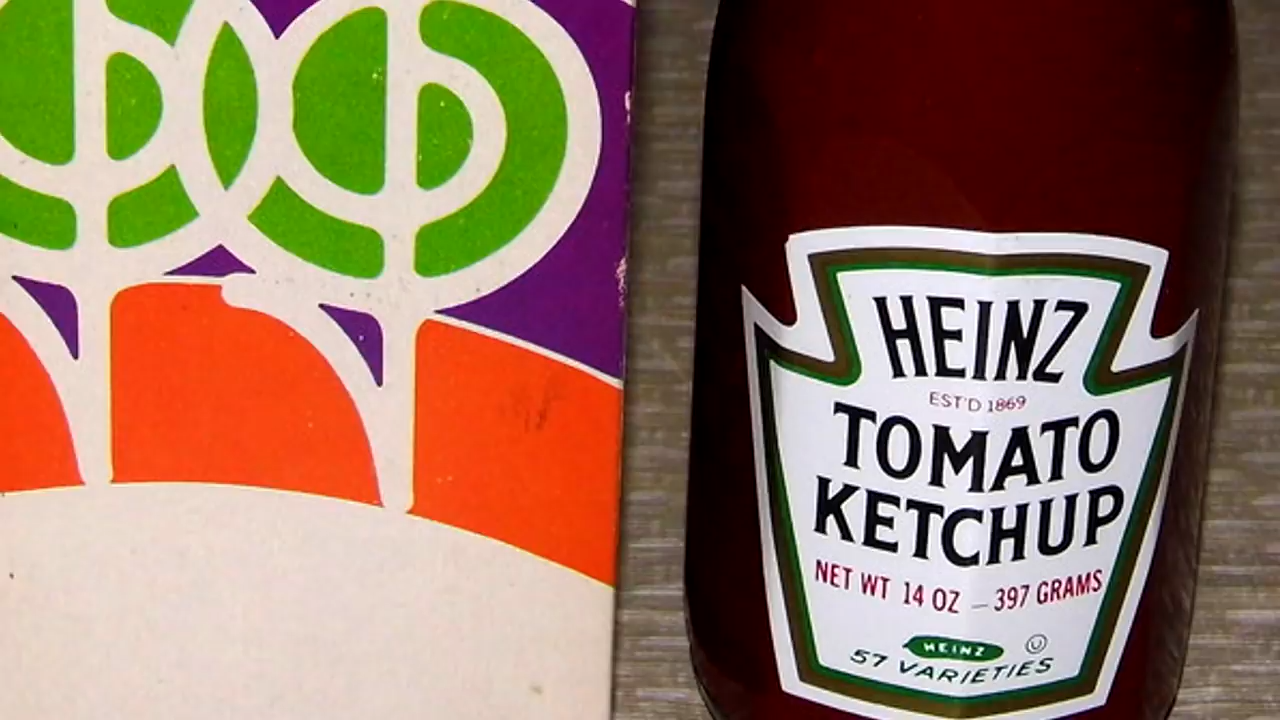 HEINZ
EST'D 1869
TOMATO
KETCHUP
NET WT 14 OZ – 397 GRAMS
HEINZ
U
57 VARIETIES